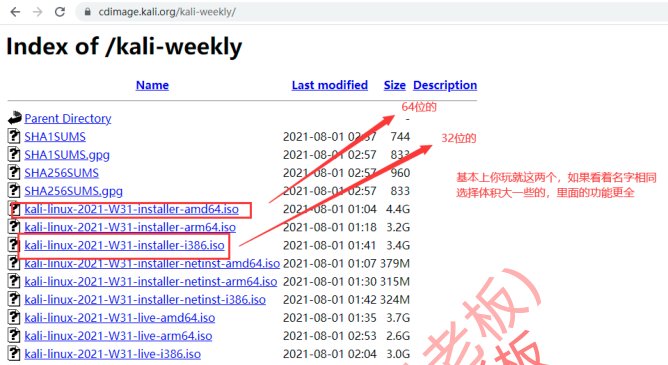 cdimage.kali.org/kali-weekly/
Index of /kali-weekly
Name Last modified Size Description
64位的
Parent Directory -
32位的
SHA1SUMS 2021-08-01 02:57 744
SHA1SUMS.gpg 2021-08-01 02:57 833
SHA256SUMS 2021-08-01 02:57 960
基本上你玩就这两个，如果看着名字相同
选择体积大一些的，里面的功能更全
SHA256SUMS.gpg 2021-08-01 02:57 833
kali-linux-2021-W31-installer-amd64.iso 2021-08-01 01:04 4.4G
kali-linux-2021-W31-installer-arm64.iso 2021-08-01 01:18 3.2G
kali-linux-2021-W31-installer-i386.iso 2021-08-01 01:41 3.4G
kali-linux-2021-W31-installer-netinst-amd64.iso 2021-08-01 01:07 379M
kali-linux-2021-W31-installer-netinst-arm64.iso 2021-08-01 01:30 315M
kali-linux-2021-W31-installer-netinst-i386.iso 2021-08-01 01:42 324M
kali-linux-2021-W31-live-amd64.iso 2021-08-01 01:35 3.7G
kali-linux-2021-W31-live-arm64.iso 2021-08-01 02:53 2.6G
kali-linux-2021-W31-live-i386.iso 2021-08-01 02:04 3.0G
老板）